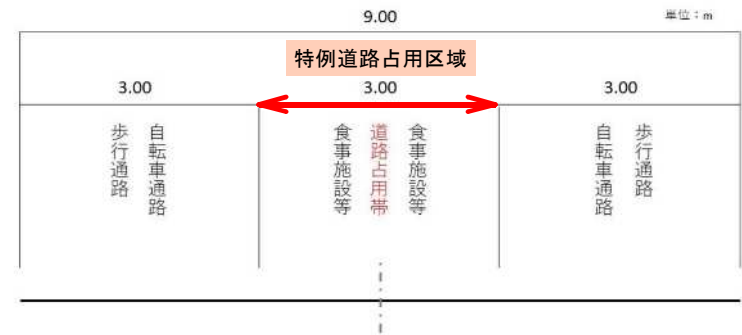 9.00
単位：m
特例道路占用区域
3.00
3.00
3.00
歩行通路
自転車通路
食事施設等
道路占用帯
食事施設等
自転車通路
歩行通路